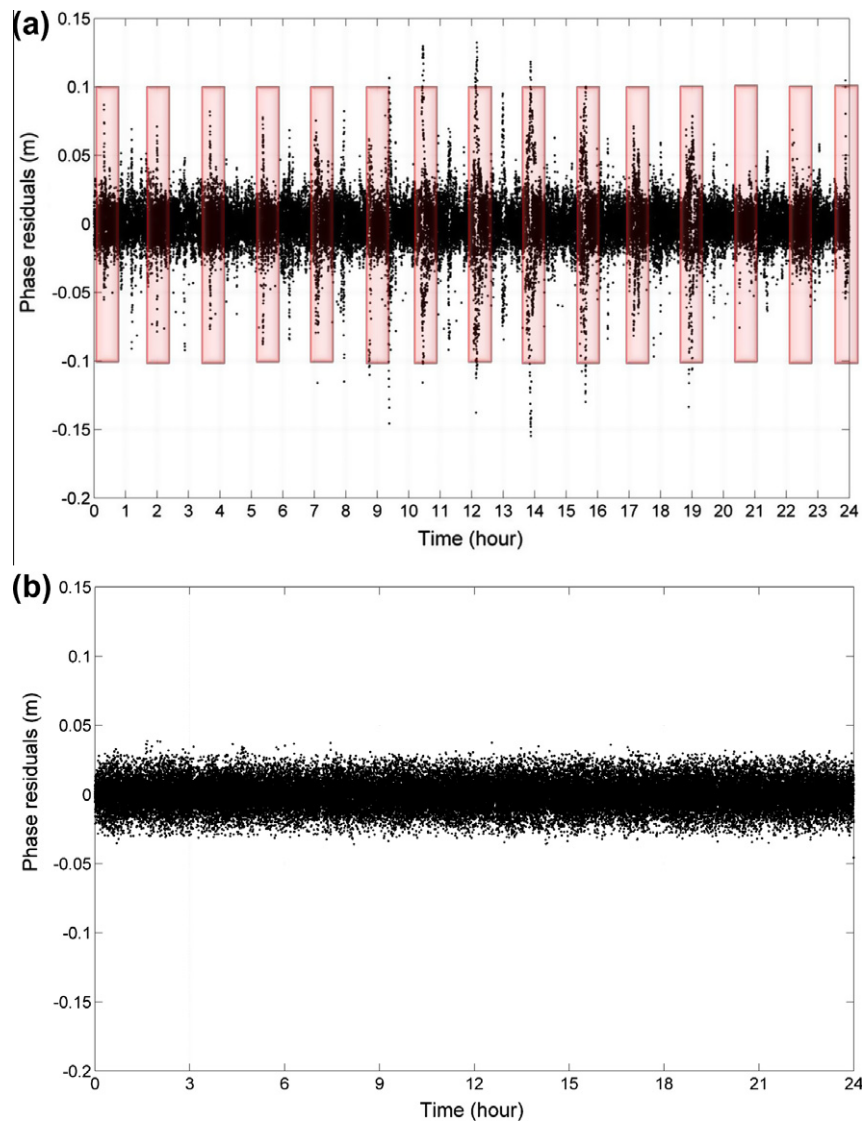 (a)
0.15
0.1
0.05
0
-0.05
-0.1
-0.15
-0.2
Phase residuals (m)
0 1 2 3 4 5 6 7 8 9 10 11 12 13 14 15 16 17 18 19 20 21 22 23 24
Time (hour)
(b)
0.15
0.1
0.05
0
-0.05
-0.1
-0.15
-0.2
Phase residuals (m)
0 3 6 9 12 15 18 21 24
Time (hour)